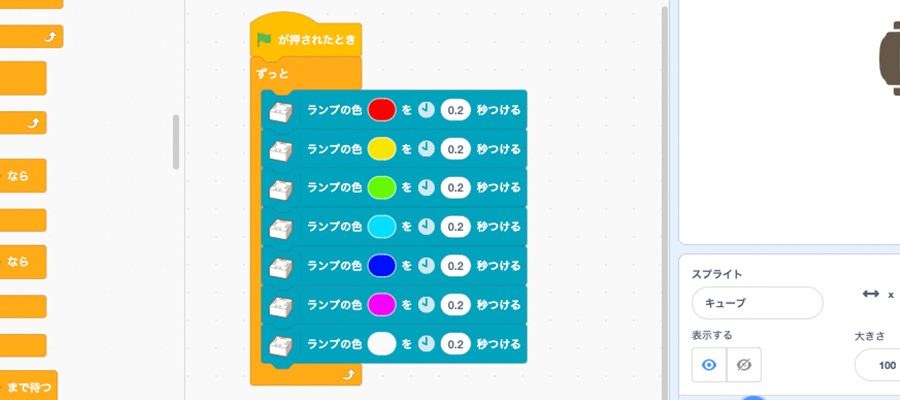 なら
なら
まで待つ
が押されたとき
ずっと
ランプの色 を 0.2 秒つける
ランプの色 を 0.2 秒つける
ランプの色 を 0.2 秒つける
ランプの色 を 0.2 秒つける
ランプの色 を 0.2 秒つける
ランプの色 を 0.2 秒つける
ランプの色 を 0.2 秒つける
スプライト
キューブ
x
表示する
大きさ
100